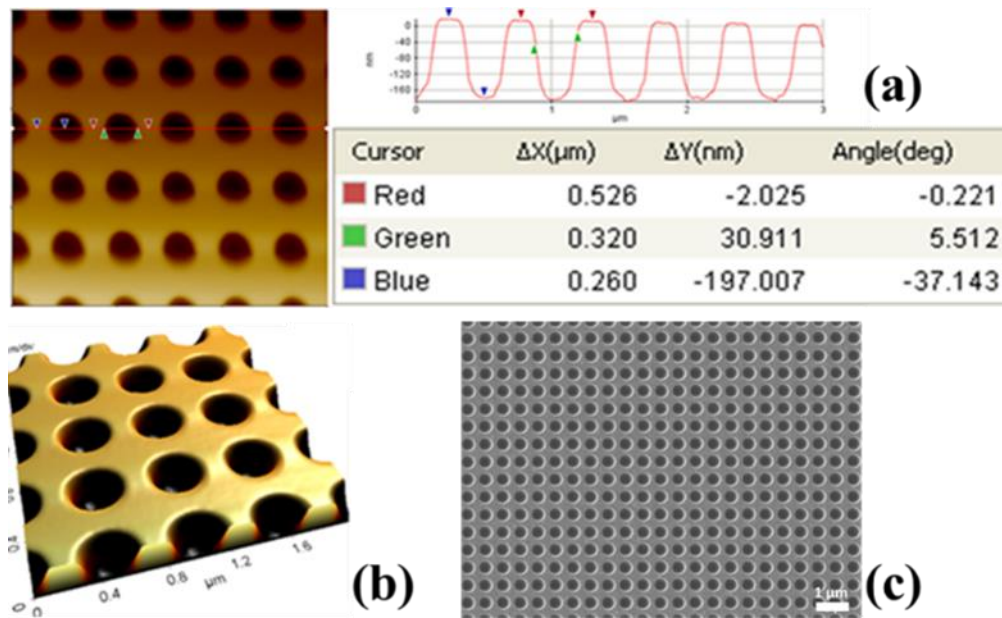 0
-40
-80
-120
-160
nm
0 1 2 3
µm
(a)
Cursor ΔX(µm) ΔY(nm) Angle(deg)
Red 0.526 -2.025 -0.221
Green 0.320 30.911 5.512
Blue 0.260 -197.007 -37.143
0
0
0.4
0.8
1.2
1.6
µm
(b)
1 µm
(c)